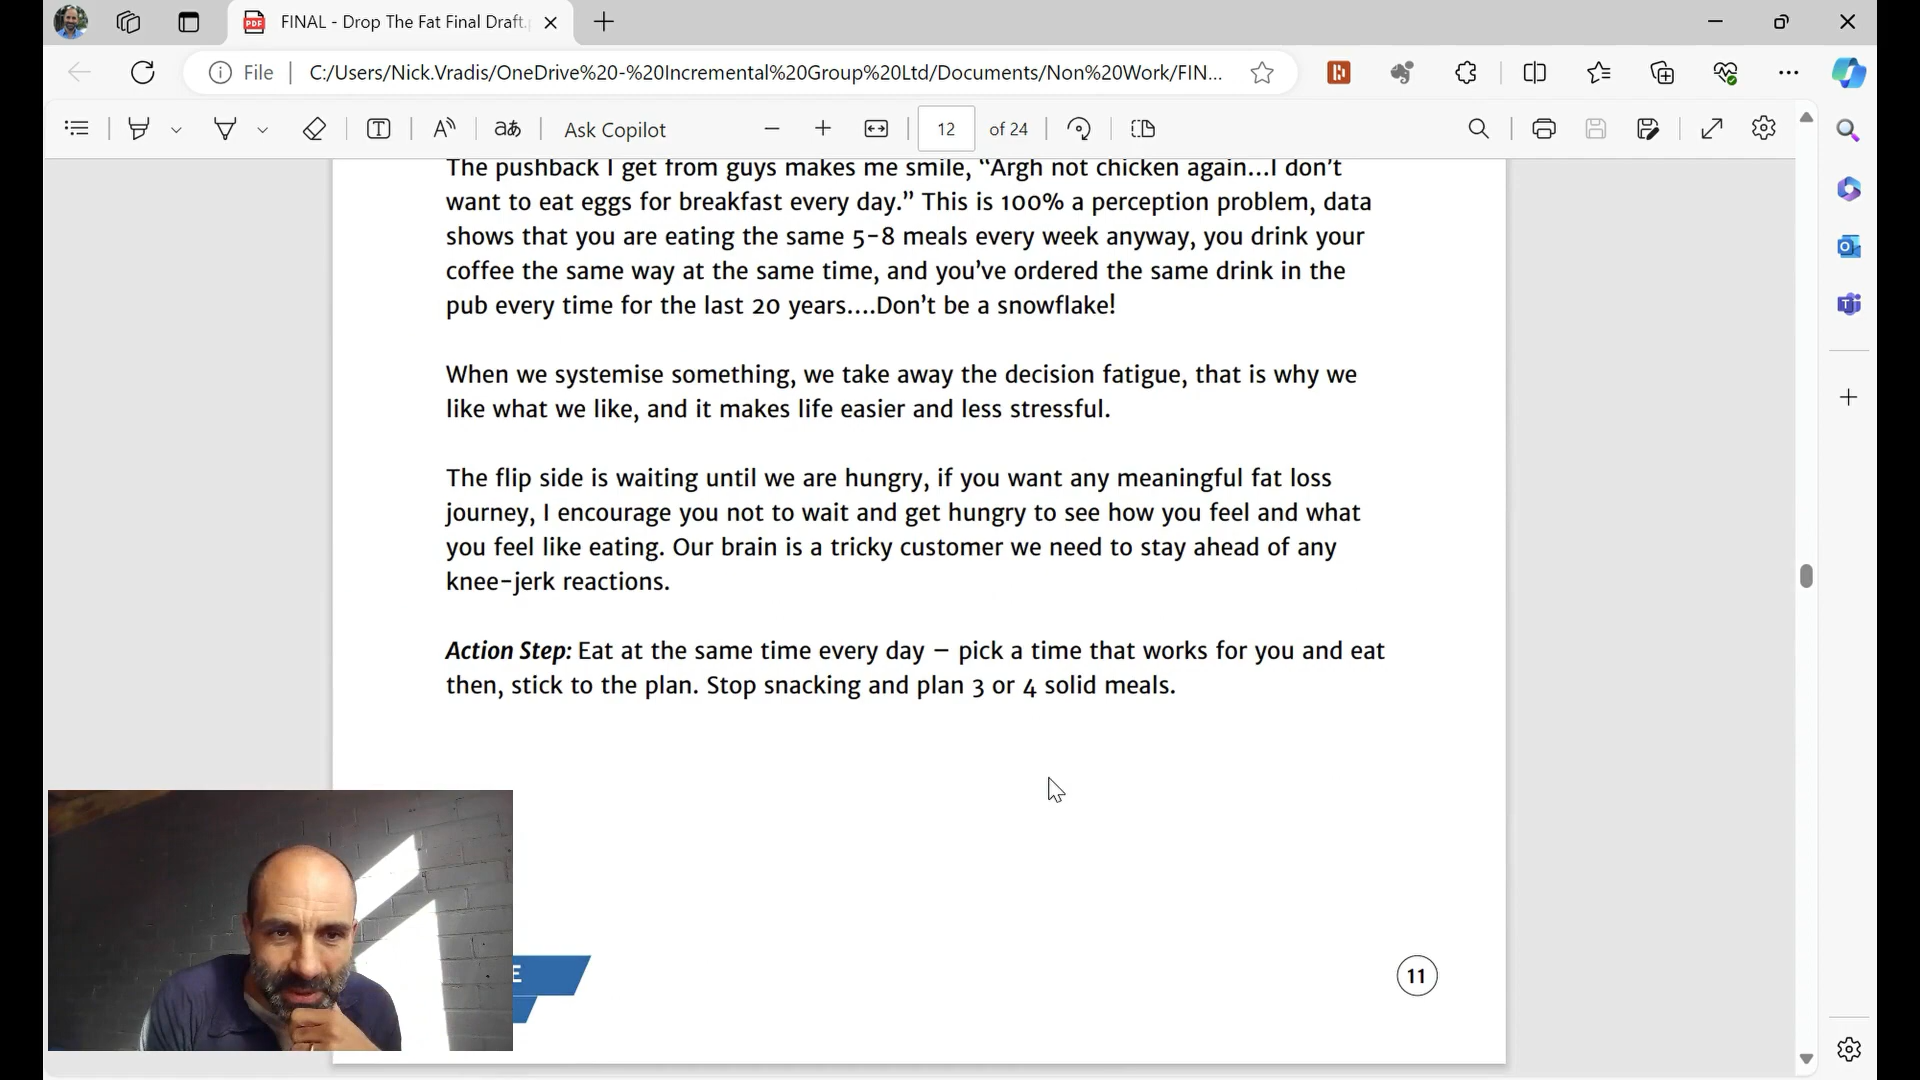 FINAL - Drop The Fat Final Draft.
File
C:/Users/Nick.Vradis/OneDrive%20-%20Incremental%20Group%20Ltd/Documents/Non%20Work/FIN...
Ask Copilot
12 of 24
The pushback I get from guys makes me smile, “Argh not chicken again...I don’t
want to eat eggs for breakfast every day.” This is 100% a perception problem, data
shows that you are eating the same 5-8 meals every week anyway, you drink your
coffee the same way at the same time, and you’ve ordered the same drink in the
pub every time for the last 20 years....Don’t be a snowflake!
When we systemise something, we take away the decision fatigue, that is why we
like what we like, and it makes life easier and less stressful.
The flip side is waiting until we are hungry, if you want any meaningful fat loss
journey, I encourage you not to wait and get hungry to see how you feel and what
you feel like eating. Our brain is a tricky customer we need to stay ahead of any
knee-jerk reactions.
Action Step: Eat at the same time every day – pick a time that works for you and eat
then, stick to the plan. Stop snacking and plan 3 or 4 solid meals.
E
11